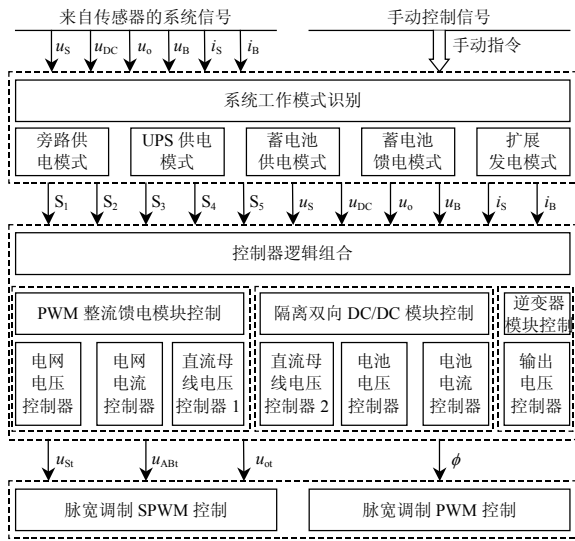 来自传感器的系统信号
手动控制信号
uS uDC uo uB iS iB
手动指令
系统工作模式识别
旁路供
电模式
UPS 供电
模式
蓄电池
供电模式
蓄电池
馈电模式
扩展
发电模式
S1 S2 S3 S4 S5 uS uDC uo uB iS iB
控制器逻辑组合
PWM 整流馈电模块控制
隔离双向 DC/DC 模块控制
逆变器
模块控制
电网
电压
控制器
电网
电流
控制器
直流母
线电压
控制器 1
直流母
线电压
控制器 2
电池
电压
控制器
电池
电流
控制器
输出
电压
控制器
uSt uABt uot ϕ
脉宽调制 SPWM 控制
脉宽调制 PWM 控制